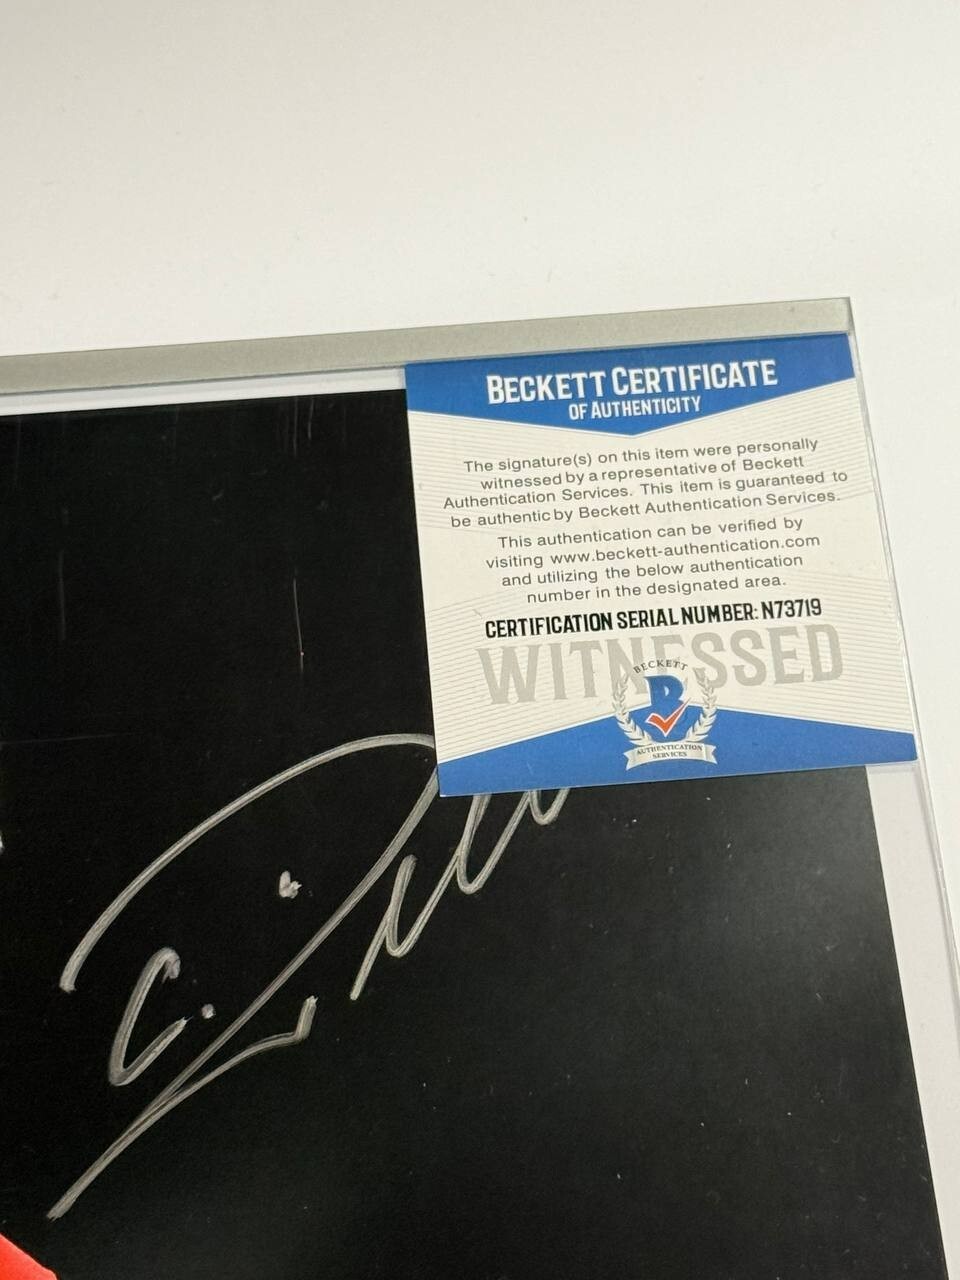 BECKETT CERTIFICATE
OF AUTHENTICITY
The signature(s) on this item were personally
witnessed by a representative of Beckett
Authentication Services. This item is guaranteed to
be authentic by Beckett Authentication Services.
This authentication can be verified by
visiting www.beckett-authentication.com
and utilizing the below authentication
number in the designated area.
CERTIFICATION SERIAL NUMBER: N73719
WITNESSED
BECKETT
B
AUTHENTICATION
SERVICES